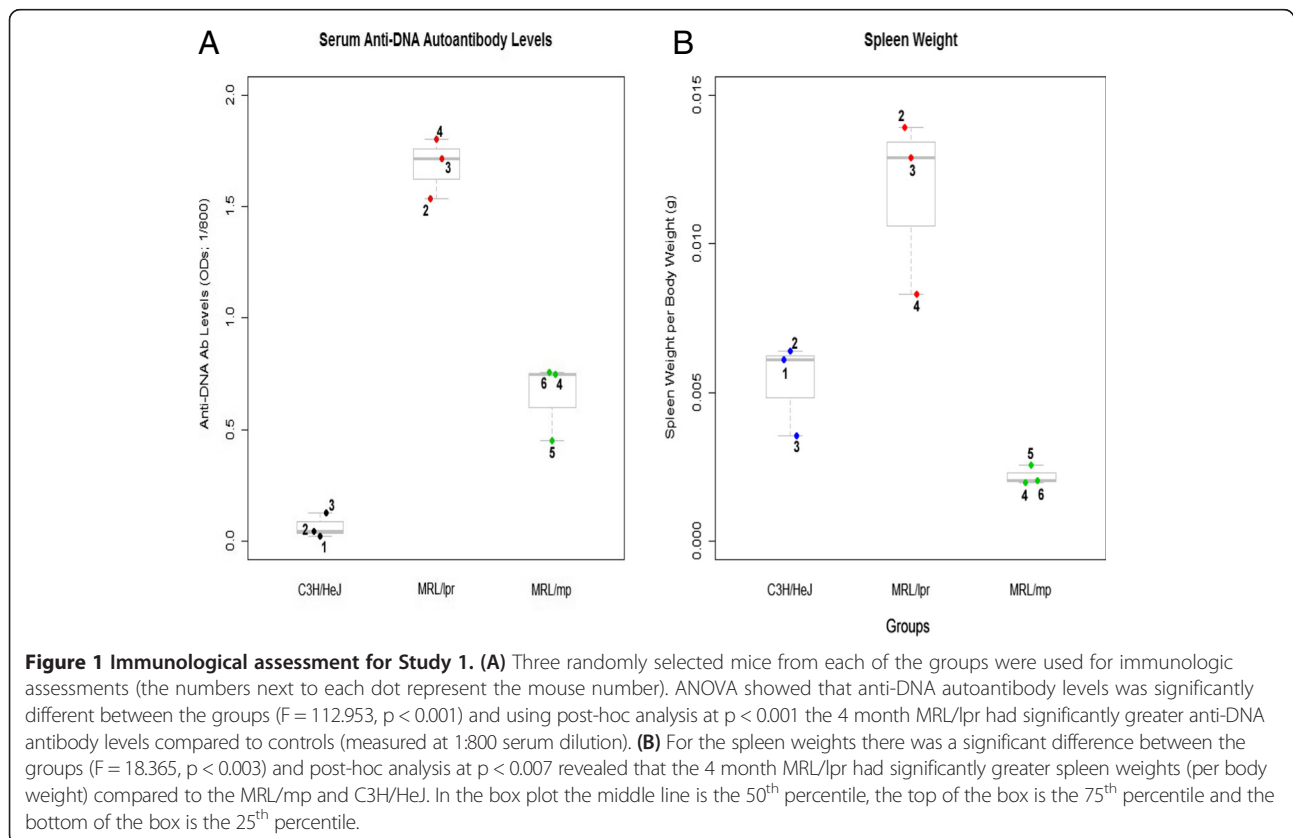 A
Serum Anti-DNA Autoantibody Levels
Anti-DNA Ab Levels (ODs; 1/800)
2.0
1.5
1.0
0.5
0.0
4
3
2
6
4
5
3
2
1
C3H/HeJ
MRL/lpr
MRL/mp
B
Spleen Weight
Spleen Weight per Body Weight (g)
0.015
0.010
0.005
0.000
2
3
4
2
1
3
5
4
6
C3H/HeJ
MRL/lpr
MRL/mp
Groups
Figure 1 Immunological assessment for Study 1. (A) Three randomly selected mice from each of the groups were used for immunologic
assessments (the numbers next to each dot represent the mouse number). ANOVA showed that anti-DNA autoantibody levels was significantly
different between the groups (F = 112.953, p < 0.001) and using post-hoc analysis at p < 0.001 the 4 month MRL/lpr had significantly greater anti-DNA
antibody levels compared to controls (measured at 1:800 serum dilution). (B) For the spleen weights there was a significant difference between the
groups (F = 18.365, p < 0.003) and post-hoc analysis at p < 0.007 revealed that the 4 month MRL/lpr had significantly greater spleen weights (per body
weight) compared to the MRL/mp and C3H/HeJ. In the box plot the middle line is the 50th percentile, the top of the box is the 75th percentile and the
bottom of the box is the 25th percentile.